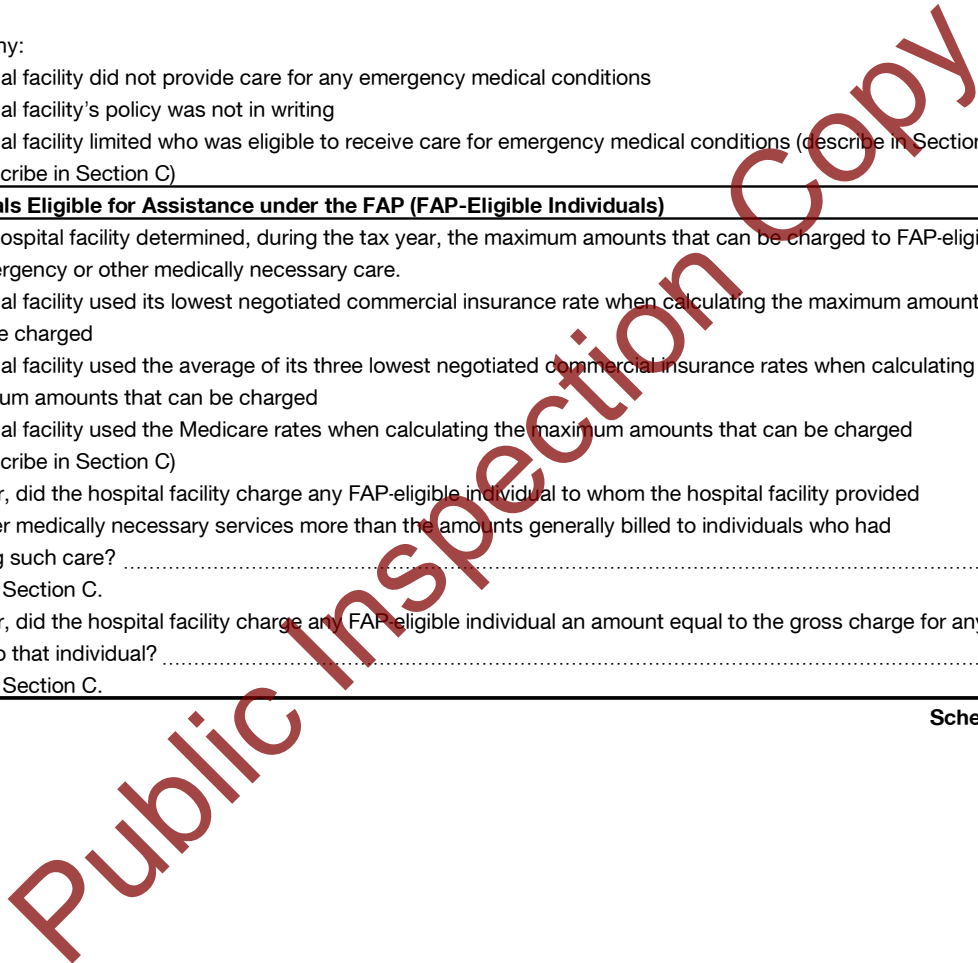 ny:
al facility did not provide care for any emergency medical conditions
al facility's policy was not in writing
al facility limited who was eligible to receive care for emergency medical conditions (describe in Section
cribe in Section C)
als Eligible for Assistance under the FAP (FAP-Eligible Individuals)
ospital facility determined, during the tax year, the maximum amounts that can be charged to FAP-eligi
ergency or other medically necessary care.
al facility used its lowest negotiated commercial insurance rate when calculating the maximum amount
e charged
al facility used the average of its three lowest negotiated commercial insurance rates when calculating
um amounts that can be charged
al facility used the Medicare rates when calculating the maximum amounts that can be charged
cribe in Section C)
r, did the hospital facility charge any FAP-eligible individual to whom the hospital facility provided
er medically necessary services more than the amounts generally billed to individuals who had
g such care?
Section C.
r, did the hospital facility charge any FAP-eligible individual an amount equal to the gross charge for any
o that individual?
Section C.
Sche
Public Inspection Copy